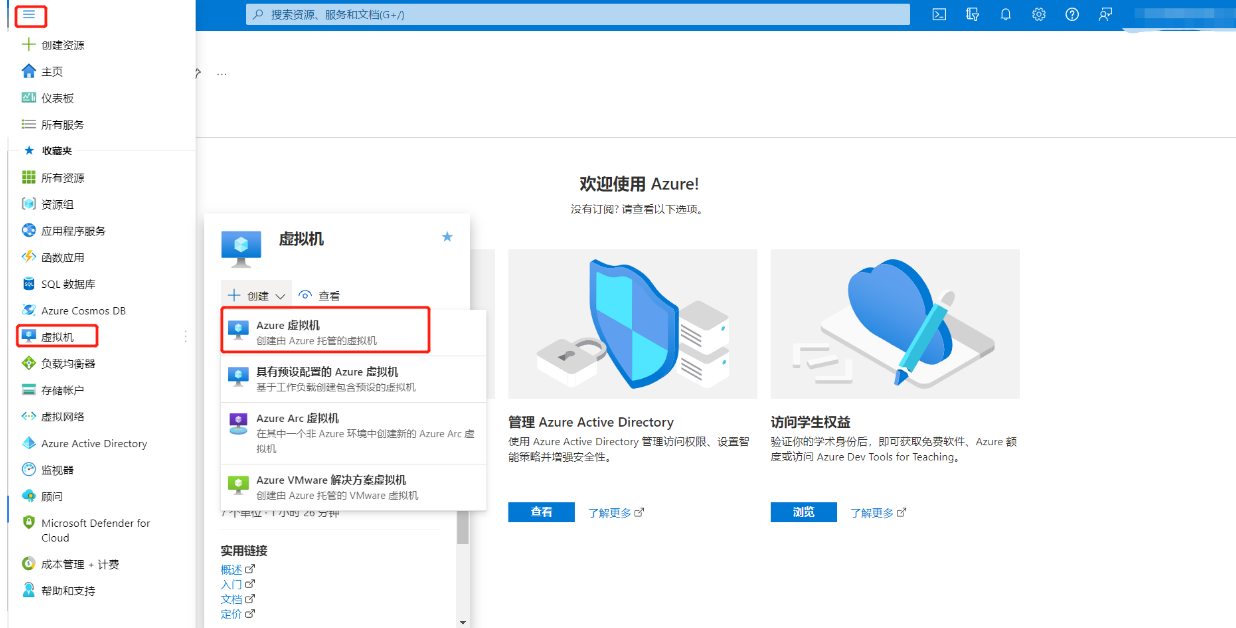 搜索资源、服务和文档(G+/)
创建资源
主页
仪表板
所有服务
收藏夹
所有资源
资源组
应用程序服务
函数应用
SQL 数据库
Azure Cosmos DB
虚拟机
负载均衡器
存储帐户
虚拟网络
Azure Active Directory
监视器
顾问
Microsoft Defender for
Cloud
成本管理 + 计费
帮助和支持
...
虚拟机
创建
查看
Azure 虚拟机
创建由 Azure 托管的虚拟机
具有预设配置的 Azure 虚拟机
基于工作负载创建包含预设的虚拟机
Azure Arc 虚拟机
在其中一个非 Azure 环境中创建新的 Azure Arc 虚
拟机
Azure VMware 解决方案虚拟机
创建由 Azure 托管的 VMware 虚拟机
7 个单位 · 1 小时 26 分钟
实用链接
概述
入门
文档
定价
欢迎使用 Azure!
没有订阅? 请查看以下选项。
管理 Azure Active Directory
使用 Azure Active Directory 管理访问权限、设置智
能策略并增强安全性。
查看
了解更多
访问学生权益
验证你的学术身份后，即可获取免费软件、Azure 额
度或访问 Azure Dev Tools for Teaching。
浏览
了解更多